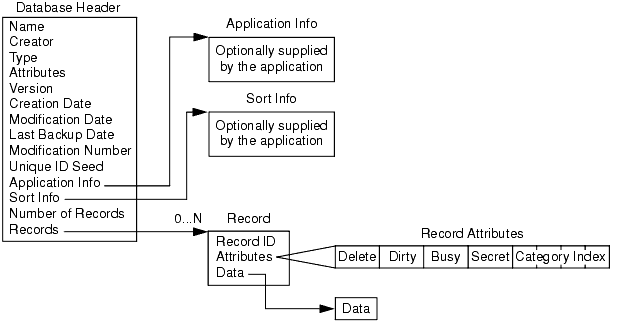 Database Header
Name
Creator
Type
Attributes
Version
Creation Date
Modification Date
Last Backup Date
Modification Number
Unique ID Seed
Application Info
Sort Info
Number of Records
Records
Application Info
Optionally supplied
by the application
Sort Info
Optionally supplied
by the application
0...N
Record
Record ID
Attributes
Data
Record Attributes
Delete Dirty Busy Secret Category Index
Data